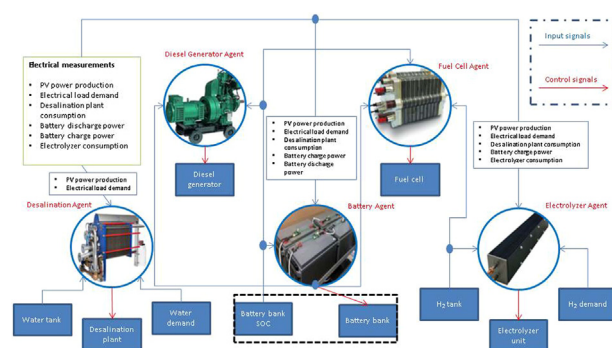 Electrical measurements
• PV power production
• Electrical load demand
• Desalination plant
consumption
• Battery discharge power
• Battery charge power
• Electrolyzer consumption
Diesel Generator Agent
Fuel Cell Agent
Input signals
Control signals
• PV power production
• Electrical load demand
• Desalination plant
consumption
• Battery charge power
• Battery discharge
power
• PV power production
• Electrical load demand
• Desalination plant consumption
• Battery charge power
• Electrolyzer consumption
• PV power production
• Electrical load demand
Diesel
generator
Fuel cell
Desalination Agent
Battery Agent
Electrolyzer Agent
Water tank
Desalination
plant
Water
demand
Battery bank
SOC
Battery bank
H2 tank
Electrolyzer
unit
H2 demand